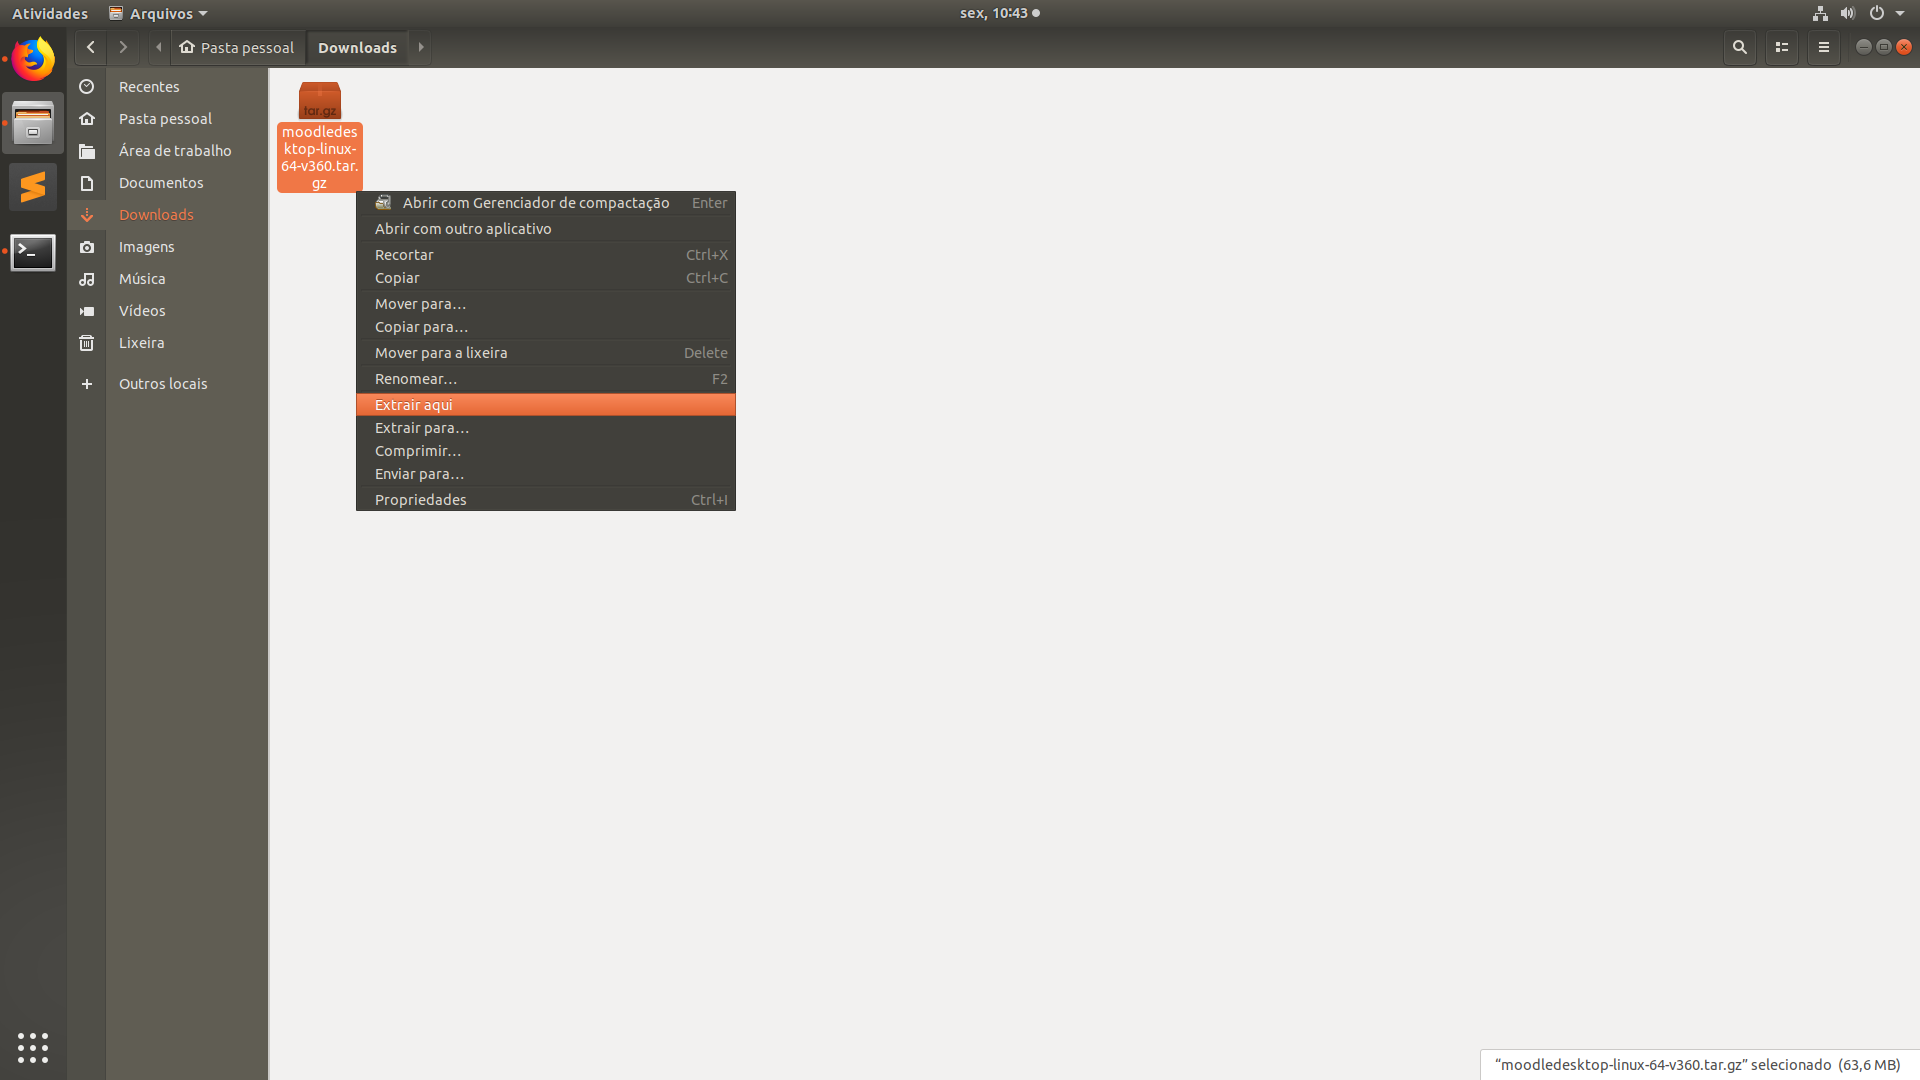 Atividades
Arquivos
sex, 10:43
Pasta pessoal
Downloads
Recentes
Pasta pessoal
Área de trabalho
Documentos
Downloads
Imagens
Música
Vídeos
Lixeira
Outros locais
tar.gz
moodledes
ktop-linux-
64-v360.tar.
gz
Abrir com Gerenciador de compactação Enter
Abrir com outro aplicativo
Recortar Ctrl+X
Copiar Ctrl+C
Mover para…
Copiar para…
Mover para a lixeira Delete
Renomear… F2
Extrair aqui
Extrair para…
Comprimir…
Enviar para…
Propriedades Ctrl+I
“moodledesktop-linux-64-v360.tar.gz” selecionado (63,6 MB)